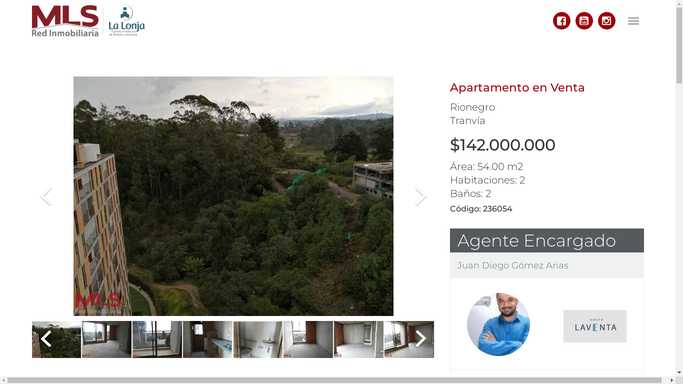 MLS
Red Inmobiliaria
La Lonja
Apartamento en Venta
Rionegro
Tranvía
$142.000.000
Área: 54.00 m2
Habitaciones: 2
Baños: 2
Código: 236054
Agente Encargado
Juan Diego Gómez Arias
MLS
LAVENTA